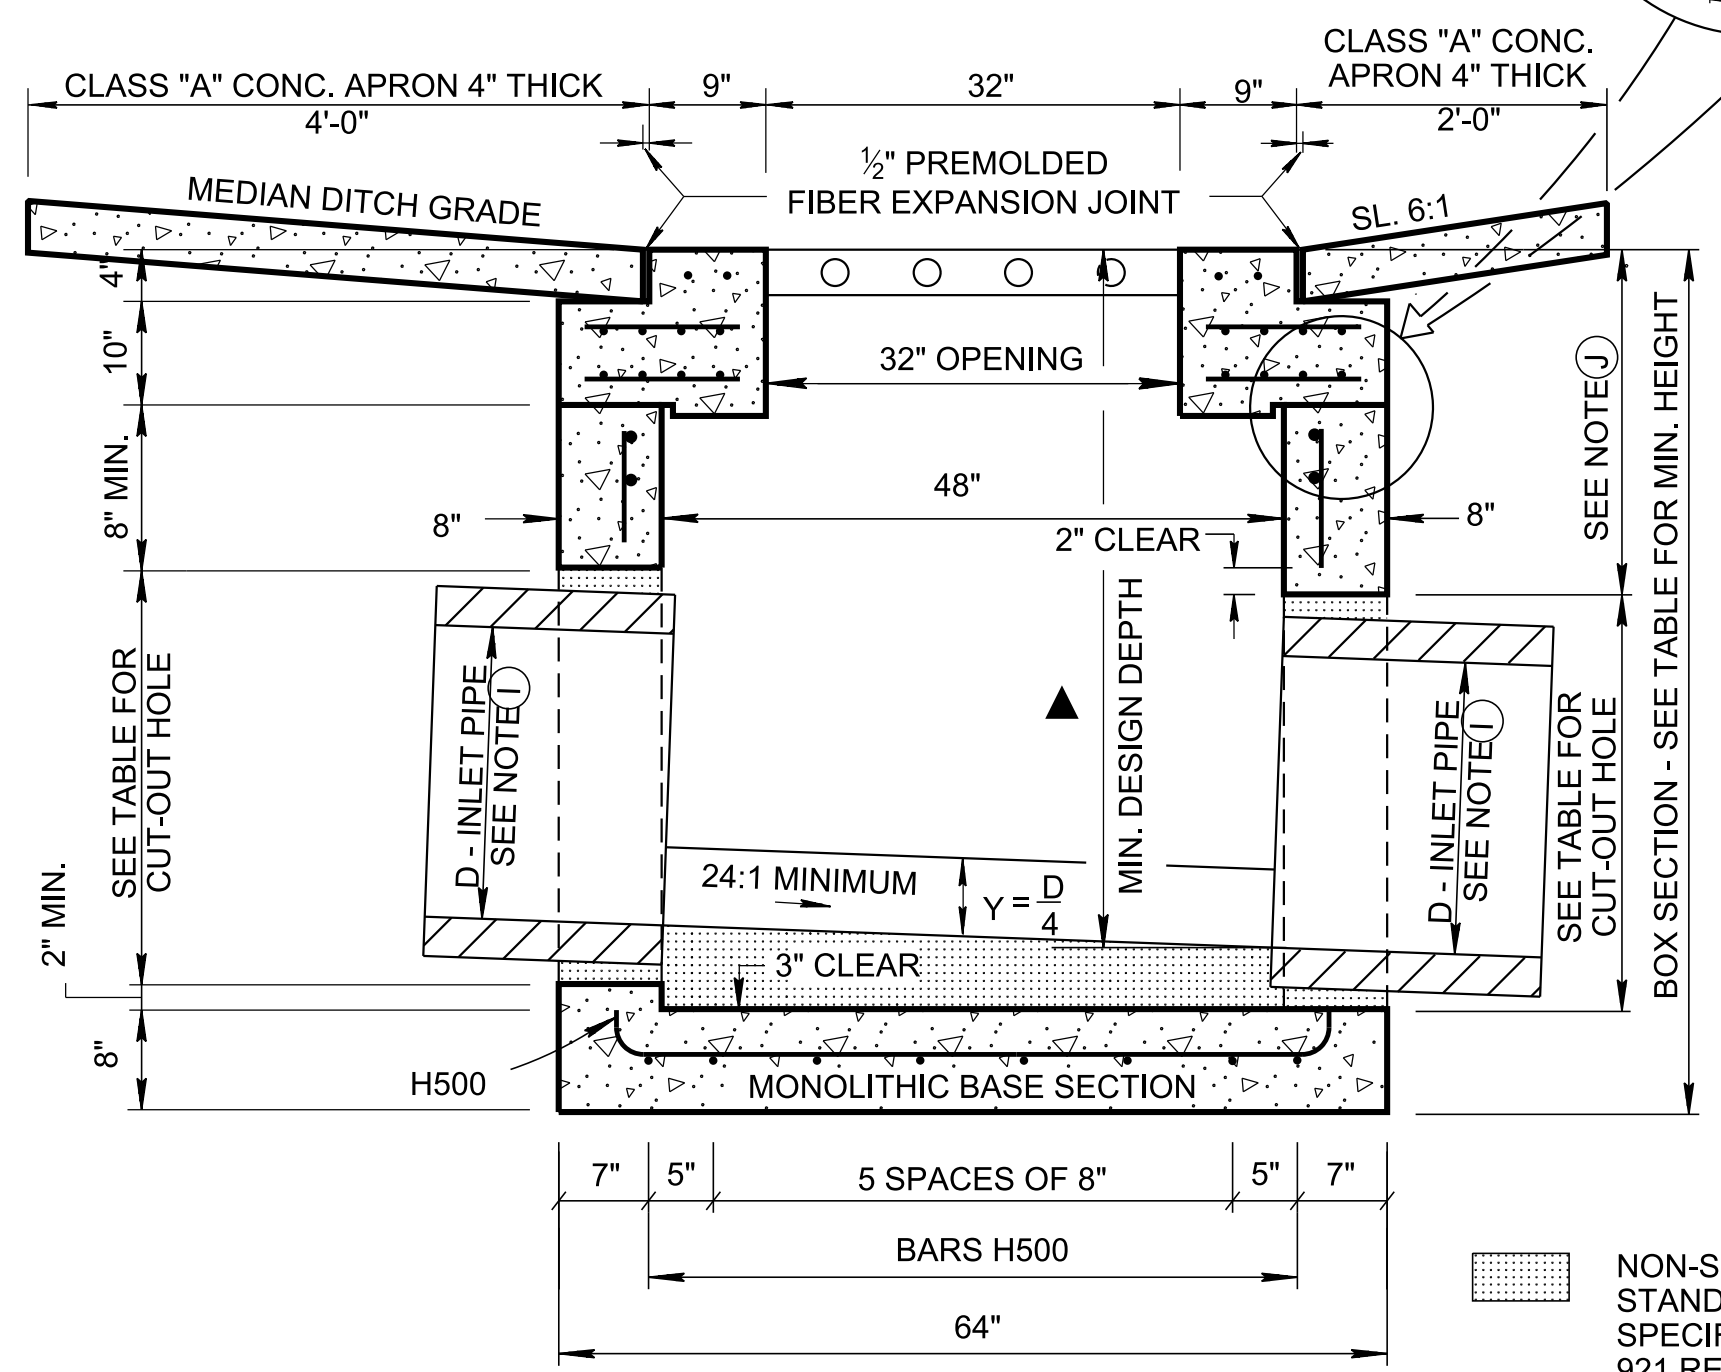 CLASS "A" CONC. APRON 4" THICK
4'-0"
9"
32"
9"
CLASS "A" CONC.
APRON 4" THICK
2'-0"
½" PREMOLDED
FIBER EXPANSION JOINT
MEDIAN DITCH GRADE
SL. 6:1
4"
10"
8" MIN.
32" OPENING
48"
8"
8"
2" CLEAR
SEE NOTE J
BOX SECTION - SEE TABLE FOR MIN. HEIGHT
SEE TABLE FOR
CUT-OUT HOLE
D - INLET PIPE
SEE NOTE I
MIN. DESIGN DEPTH
D - INLET PIPE
SEE NOTE I
SEE TABLE FOR
CUT-OUT HOLE
24:1 MINIMUM
Y = D
4
3" CLEAR
2" MIN.
8"
H500
MONOLITHIC BASE SECTION
7"
5"
5 SPACES OF 8"
5"
7"
BARS H500
64"
NON-S
STAND
SPECIF
921 RE